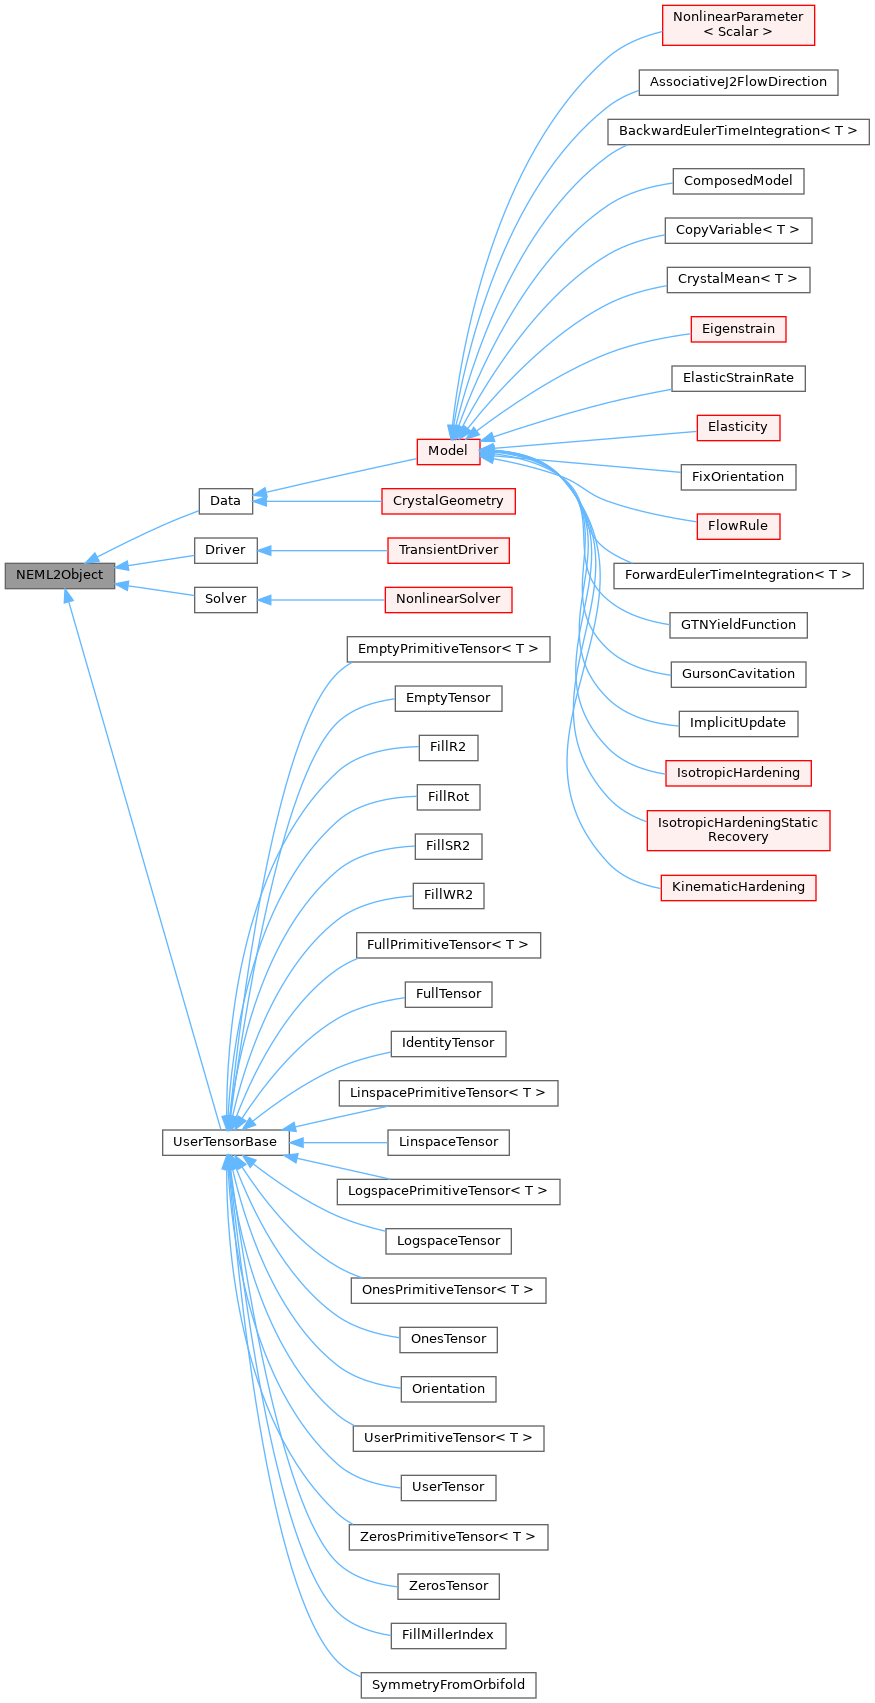 NonlinearParameter
< Scalar >
AssociativeJ2FlowDirection
BackwardEulerTimeIntegration< T >
ComposedModel
CopyVariable< T >
CrystalMean< T >
Eigenstrain
ElasticStrainRate
Elasticity
Model
FixOrientation
Data
CrystalGeometry
FlowRule
Driver
TransientDriver
NEML2Object
ForwardEulerTimeIntegration< T >
Solver
NonlinearSolver
GTNYieldFunction
EmptyPrimitiveTensor< T >
GursonCavitation
EmptyTensor
ImplicitUpdate
FillR2
IsotropicHardening
FillRot
IsotropicHardeningStatic
Recovery
FillSR2
KinematicHardening
FillWR2
FullPrimitiveTensor< T >
FullTensor
IdentityTensor
LinspacePrimitiveTensor< T >
UserTensorBase
LinspaceTensor
LogspacePrimitiveTensor< T >
LogspaceTensor
OnesPrimitiveTensor< T >
OnesTensor
Orientation
UserPrimitiveTensor< T >
UserTensor
ZerosPrimitiveTensor< T >
ZerosTensor
FillMillerIndex
SymmetryFromOrbifold